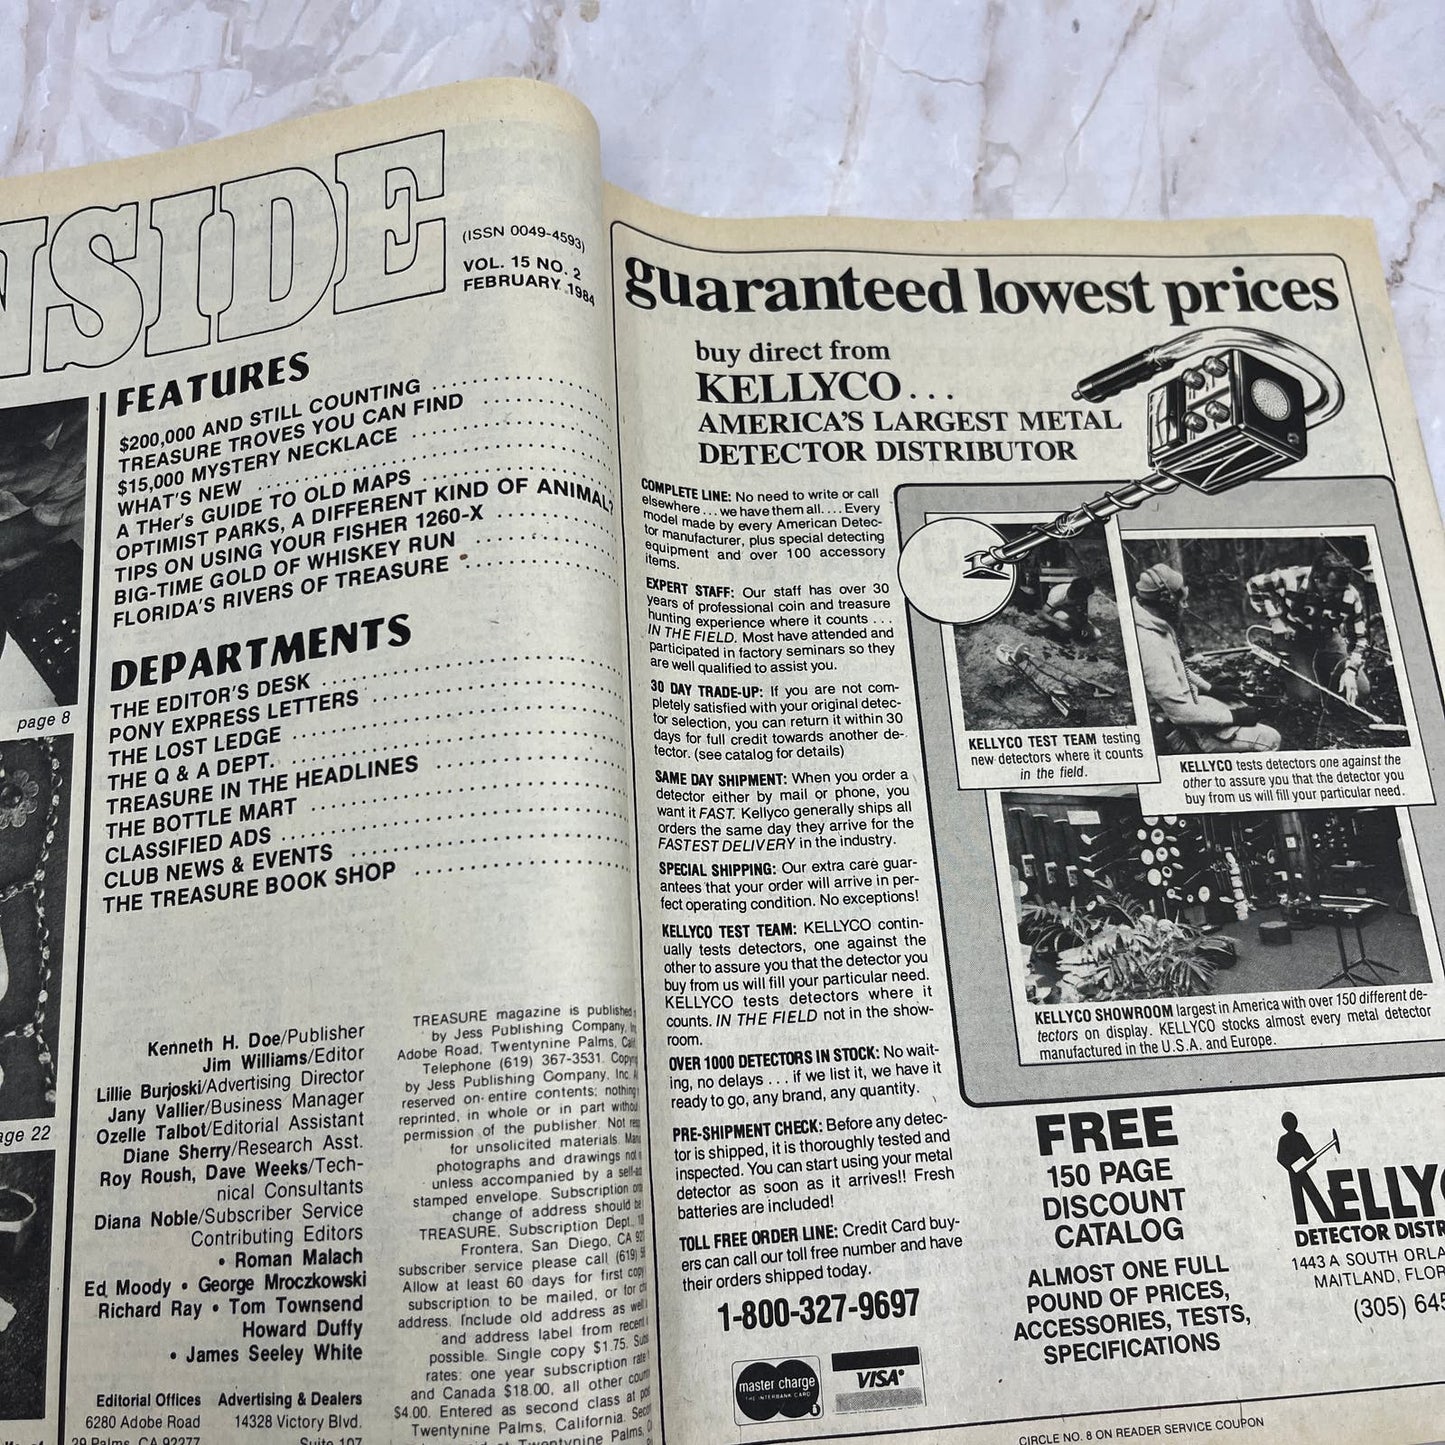 NSIDE
(ISSN 0049-4593)
VOL. 15 NO. 2
FEBRUARY 1984
FEATURES
$200,000 AND STILL COUNTING
TREASURE TROVES YOU CAN FIND
$15,000 MYSTERY NECKLACE
WHAT'S NEW
A THer's GUIDE TO OLD MAPS
OPTIMIST PARKS, A DIFFERENT KIND OF ANIMAL?
TIPS ON USING YOUR FISHER 1260-X
BIG-TIME GOLD OF WHISKEY RUN
FLORIDA'S RIVERS OF TREASURE
DEPARTMENTS
THE EDITOR'S DESK
PONY EXPRESS LETTERS
THE LOST LEDGE
THE Q & A DEPT.
TREASURE IN THE HEADLINES
THE BOTTLE MART
CLASSIFIED ADS
CLUB NEWS & EVENTS
THE TREASURE BOOK SHOP
page 8
age 22
Kenneth H. Doe/Publisher
Jim Williams/Editor
Lillie Burjoski/Advertising Director
Jany Vallier/Business Manager
Ozelle Talbot/Editorial Assistant
Diane Sherry/Research Asst.
Roy Roush, Dave Weeks/Tech-
nical Consultants
Diana Noble/Subscriber Service
Contributing Editors
• Roman Malach
Ed Moody • George Mroczkowski
Richard Ray • Tom Townsend
Howard Duffy
• James Seeley White
Editorial Offices
6280 Adobe Road
29 Palms, CA 92277
Advertising & Dealers
14328 Victory Blvd.
Suite 107
TREASURE magazine is published
by Jess Publishing Company,
Adobe Road, Twentynine Palms,
Telephone (619) 367-3531.
by Jess Publishing Company, Inc.
reserved on entire contents; nothing
reprinted, in whole or in part
permission of the publisher. Not
for unsolicited materials.
photographs and drawings
unless accompanied by a
stamped envelope. Subscription
change of address should be
TREASURE, Subscription Dept.,
Frontera, San Diego, CA
subscriber service please call (619)
Allow at least 60 days for first copy
subscription to be mailed, or for
address. Include old address as
and address label from recent
possible. Single copy $1.75.
rates: one year subscription
and Canada $18.00, all other
$4.00. Entered as second class at
Twentynine Palms, California.
Twentynine Palms,
guaranteed lowest prices
buy direct from
KELLYCO...
AMERICA'S LARGEST METAL
DETECTOR DISTRIBUTOR
COMPLETE LINE: No need to write or call
elsewhere... we have them all.... Every
model made by every American Detec-
tor manufacturer, plus special detecting
equipment and over 100 accessory
items.
EXPERT STAFF: Our staff has over 30
years of professional coin and treasure
hunting experience where it counts ...
IN THE FIELD. Most have attended and
participated in factory seminars so they
are well qualified to assist you.
30 DAY TRADE-UP: If you are not com-
pletely satisfied with your original detec-
tor selection, you can return it within 30
days for full credit towards another de-
tector. (see catalog for details)
SAME DAY SHIPMENT: When you order a
detector either by mail or phone, you
want it FAST. Kellyco generally ships all
orders the same day they arrive for the
FASTEST DELIVERY in the industry.
SPECIAL SHIPPING: Our extra care guar-
antees that your order will arrive in per-
fect operating condition. No exceptions!
KELLYCO TEST TEAM: KELLYCO contin-
ually tests detectors, one against the
other to assure you that the detector you
buy from us will fill your particular need.
KELLYCO tests detectors where it
counts. IN THE FIELD not in the show-
room.
OVER 1000 DETECTORS IN STOCK: No wait-
ing, no delays ... if we list it, we have it
ready to go, any brand, any quantity.
PRE-SHIPMENT CHECK: Before any detec-
tor is shipped, it is thoroughly tested and
inspected. You can start using your metal
detector as soon as it arrives!! Fresh
batteries are included!
TOLL FREE ORDER LINE: Credit Card buy-
ers can call our toll free number and have
their orders shipped today.
1-800-327-9697
master charge
THE INTERBANK CARD
VISA
KELLYCO TEST TEAM testing
new detectors where it counts
in the field.
KELLYCO tests detectors one against the
other to assure you that the detector you
buy from us will fill your particular need.
KELLYCO SHOWROOM largest in America with over 150 different de-
tectors on display. KELLYCO stocks almost every metal detector
manufactured in the U.S.A. and Europe.
FREE
150 PAGE
DISCOUNT
CATALOG
ALMOST ONE FULL
POUND OF PRICES,
ACCESSORIES, TESTS,
SPECIFICATIONS
KELLY
DETECTOR DISTR
1443 A SOUTH ORLA
MAITLAND, FLOR
(305) 645
CIRCLE NO. 8 ON READER SERVICE COUPON